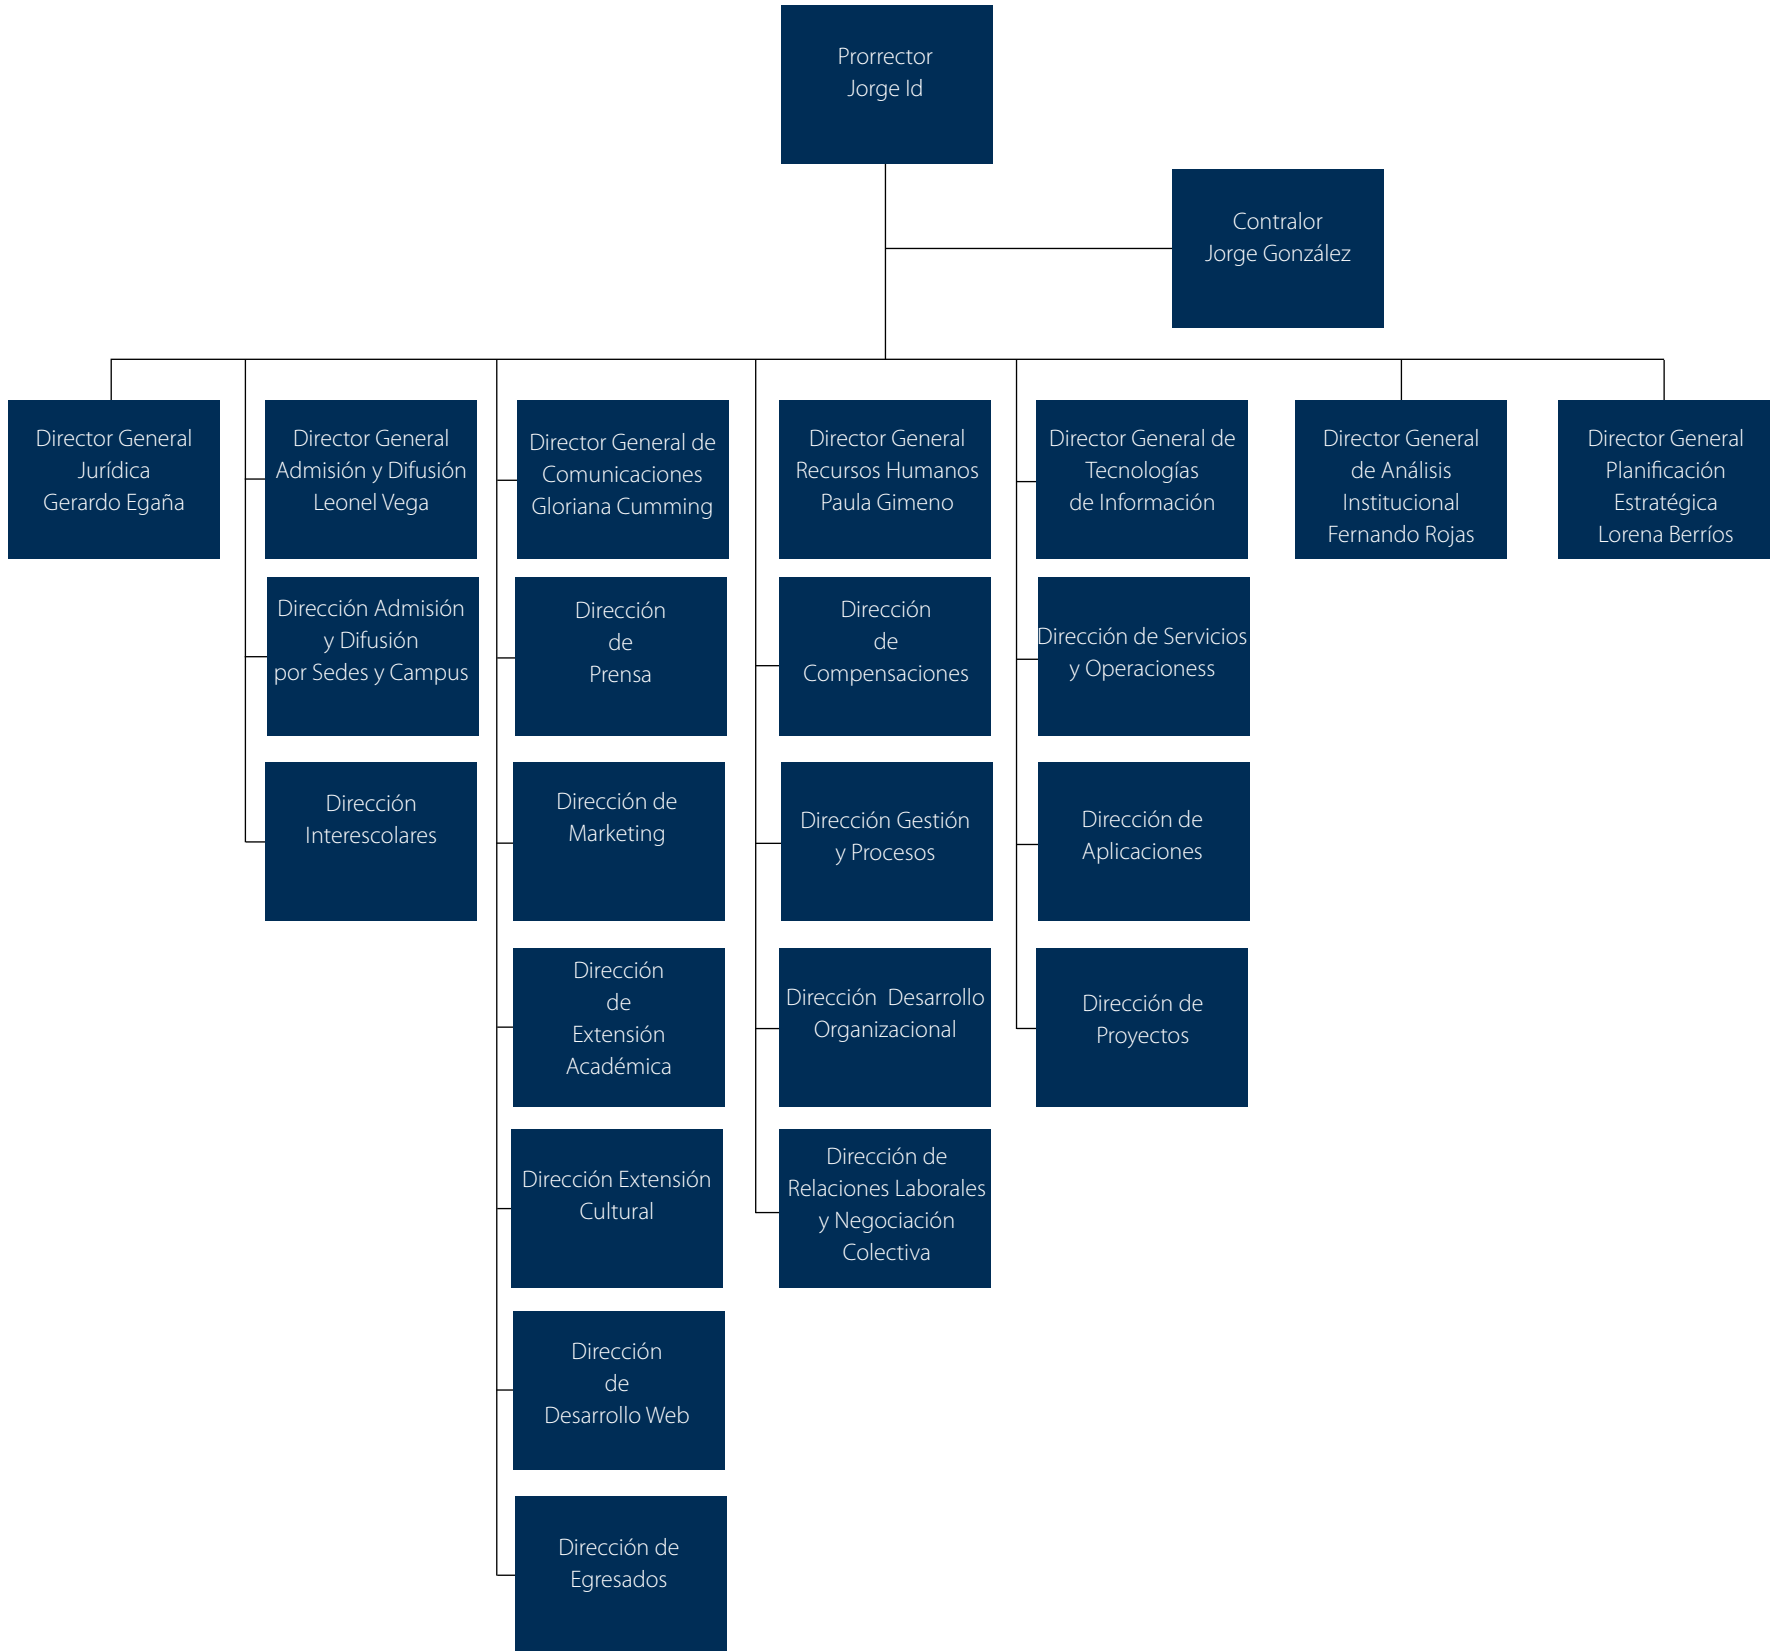 Prorrector
Jorge Id
Contralor
Jorge González
Director General
Jurídica
Gerardo Egaña
Director General
Admisión y Difusión
Leonel Vega
Director General de
Comunicaciones
Gloriana Cumming
Director General
Recursos Humanos
Paula Gimeno
Director General de
Tecnologías
de Información
Director General
de Análisis
Institucional
Fernando Rojas
Director General
Planificación
Estratégica
Lorena Berríos
Dirección Admisión
y Difusión
por Sedes y Campus
Dirección
de
Prensa
Dirección
de
Compensaciones
Dirección de Servicios
y Operacioness
Dirección
Interescolares
Dirección de
Marketing
Dirección Gestión
y Procesos
Dirección de
Aplicaciones
Dirección
de
Extensión
Académica
Dirección  Desarrollo
Organizacional
Dirección de
Proyectos
Dirección Extensión
Cultural
Dirección de
Relaciones Laborales
y Negociación
Colectiva
Dirección
de
Desarrollo Web
Dirección de
Egresados